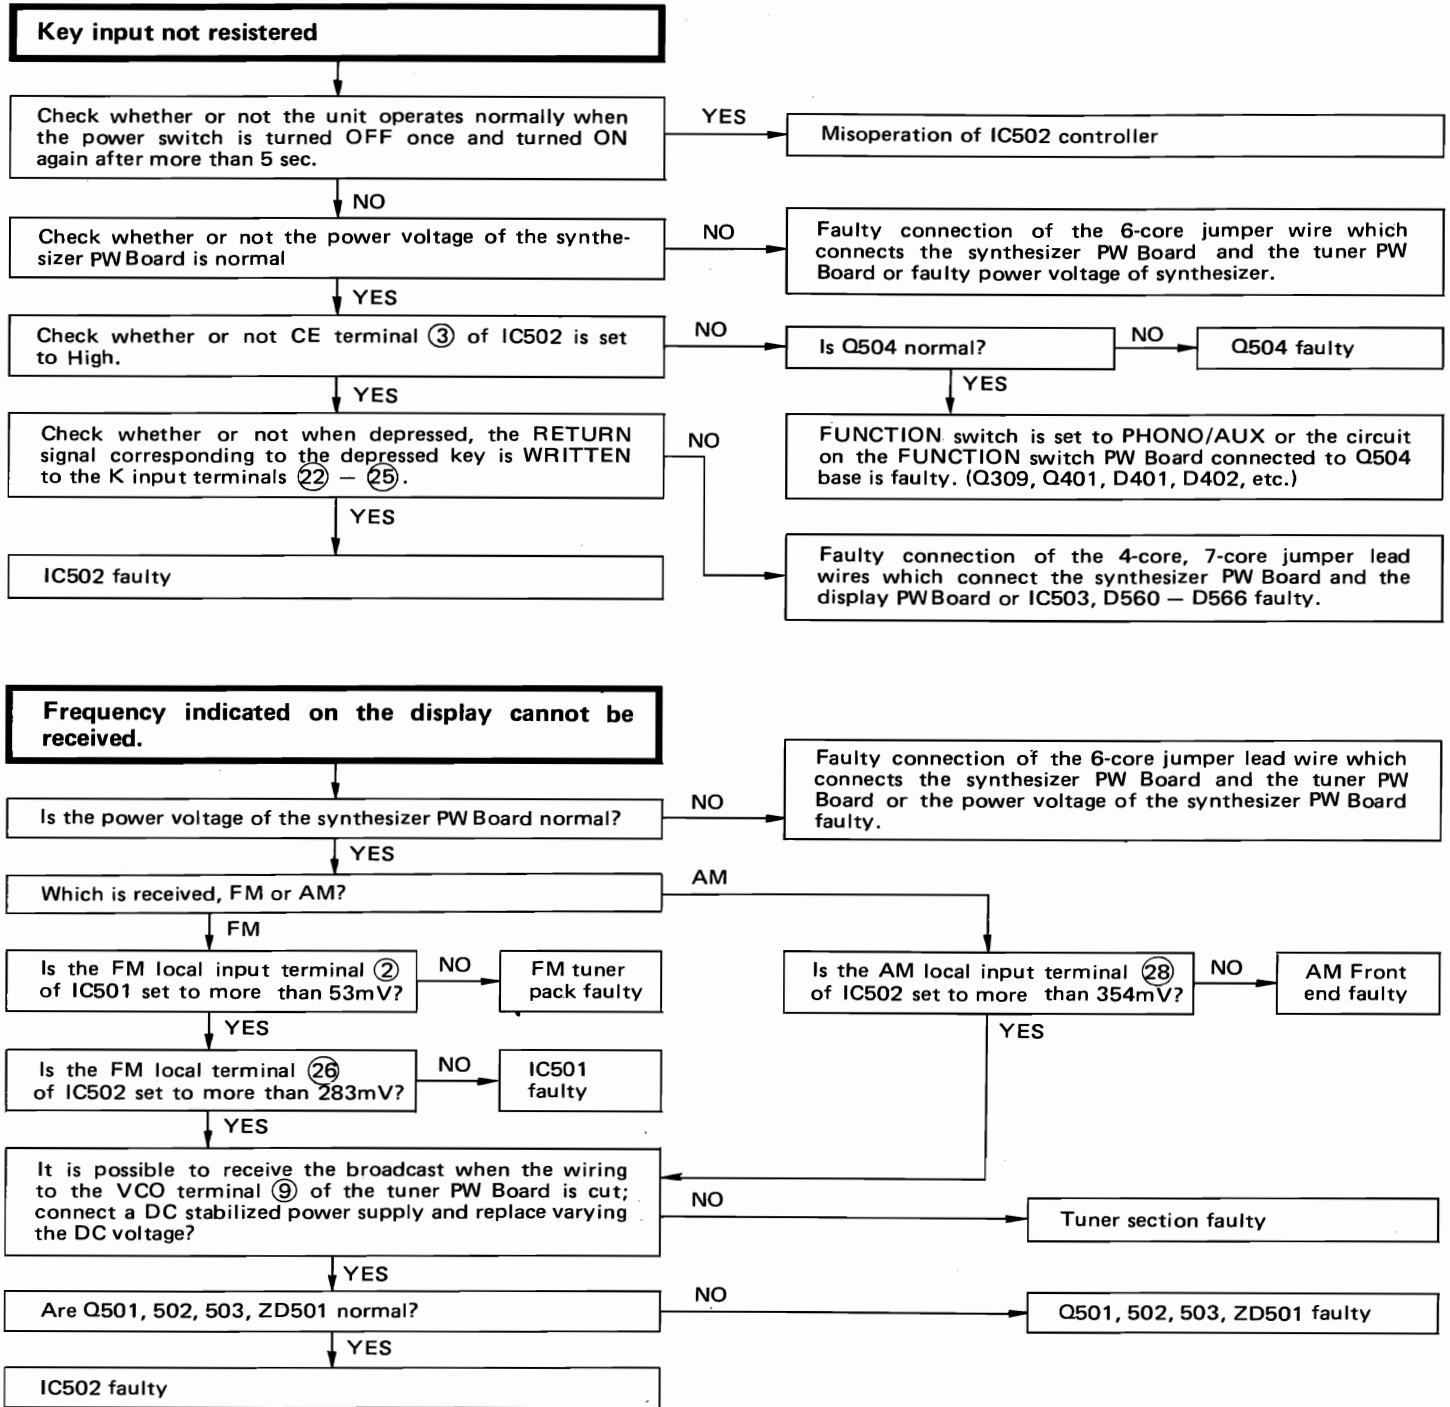 Key input not resistered
Check whether or not the unit operates normally when
the power switch is turned OFF once and turned ON
again after more than 5 sec.
YES
Misoperation of IC502 controller
NO
Check whether or not the power voltage of the synthe-
sizer PW Board is normal
NO
Faulty connection of the 6-core jumper wire which
connects the synthesizer PW Board and the tuner PW
Board or faulty power voltage of synthesizer.
YES
Check whether or not CE terminal ③ of IC502 is set
to High.
NO
Is Q504 normal?
NO
Q504 faulty
YES
YES
Check whether or not when depressed, the RETURN
signal corresponding to the depressed key is WRITTEN
to the K input terminals ㉒ – ㉕.
NO
FUNCTION switch is set to PHONO/AUX or the circuit
on the FUNCTION switch PW Board connected to Q504
base is faulty. (Q309, Q401, D401, D402, etc.)
YES
IC502 faulty
Faulty connection of the 4-core, 7-core jumper lead
wires which connect the synthesizer PW Board and the
display PW Board or IC503, D560 – D566 faulty.
Frequency indicated on the display cannot be
received.
Is the power voltage of the synthesizer PW Board normal?
NO
Faulty connection of the 6-core jumper lead wire which
connects the synthesizer PW Board and the tuner PW
Board or the power voltage of the synthesizer PW Board
faulty.
YES
Which is received, FM or AM?
AM
FM
Is the FM local input terminal ②
of IC501 set to more than 53mV?
NO
FM tuner
pack faulty
Is the AM local input terminal ㉘
of IC502 set to more than 354mV?
NO
AM Front
end faulty
YES
YES
Is the FM local terminal ㉖
of IC502 set to more than 283mV?
NO
IC501
faulty
YES
It is possible to receive the broadcast when the wiring
to the VCO terminal ⑨ of the tuner PW Board is cut;
connect a DC stabilized power supply and replace varying
the DC voltage?
NO
Tuner section faulty
YES
Are Q501, 502, 503, ZD501 normal?
NO
Q501, 502, 503, ZD501 faulty
YES
IC502 faulty